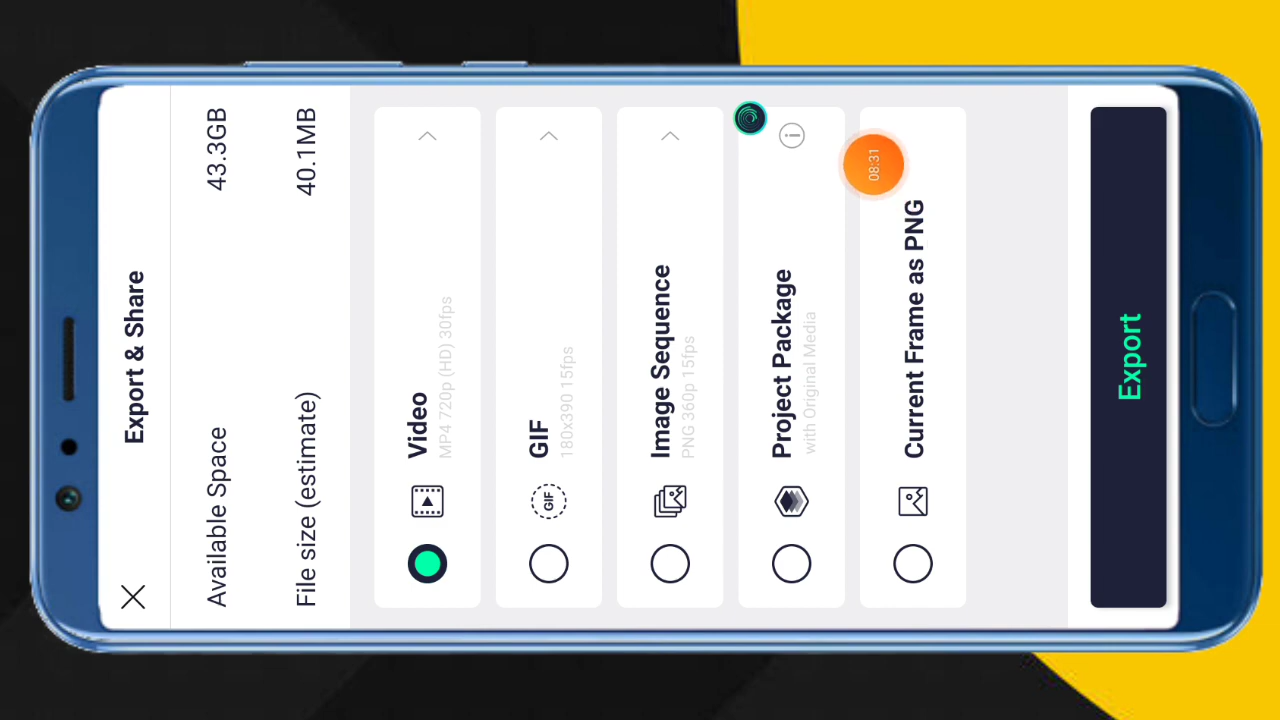 Export & Share
Available Space 43.3GB
File size (estimate) 40.1MB
Video
MP4 720p (HD) 30fps
GIF
GIF
180x390 15fps
Image Sequence
PNG 360p 15fps
Project Package
with Original Media
08:31
Current Frame as PNG
Export